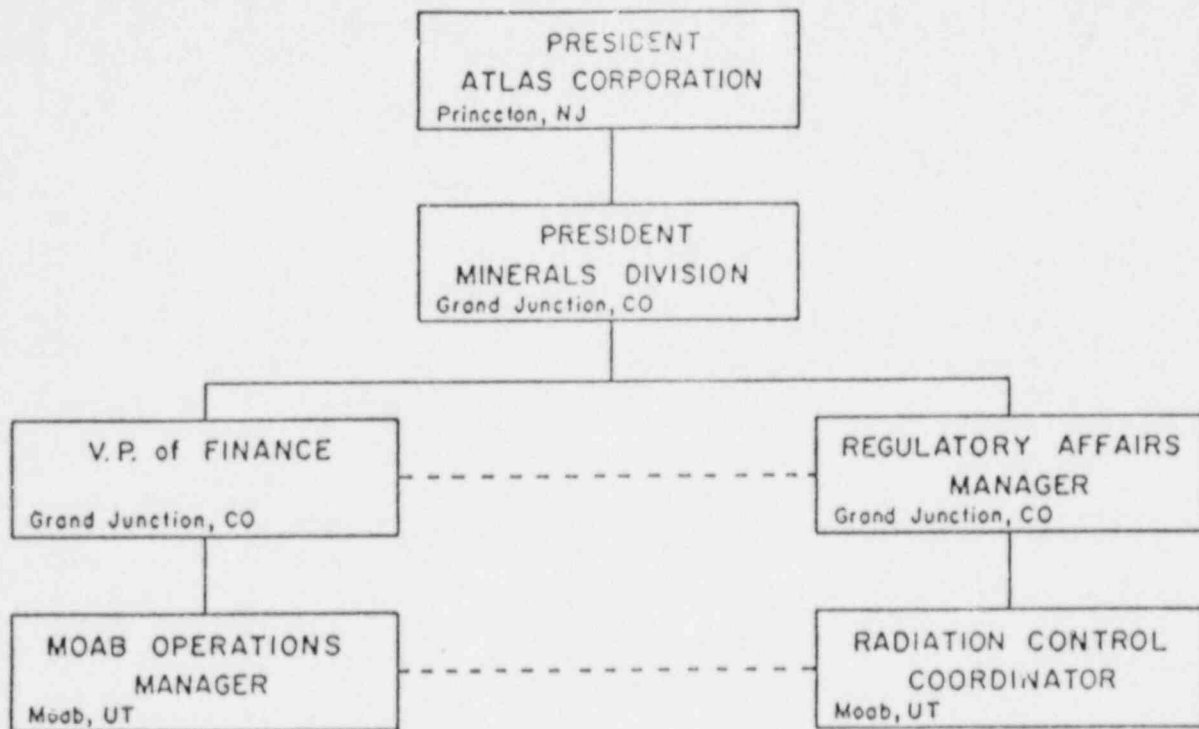 PRESIDENT
ATLAS CORPORATION
Princeton, NJ
PRESIDENT
MINERALS DIVISION
Grand Junction, CO
V.P. of FINANCE
Grand Junction, CO
REGULATORY AFFAIRS
MANAGER
Grand Junction, CO
MOAB OPERATIONS
MANAGER
Moab, UT
RADIATION CONTROL
COORDINATOR
Moab, UT